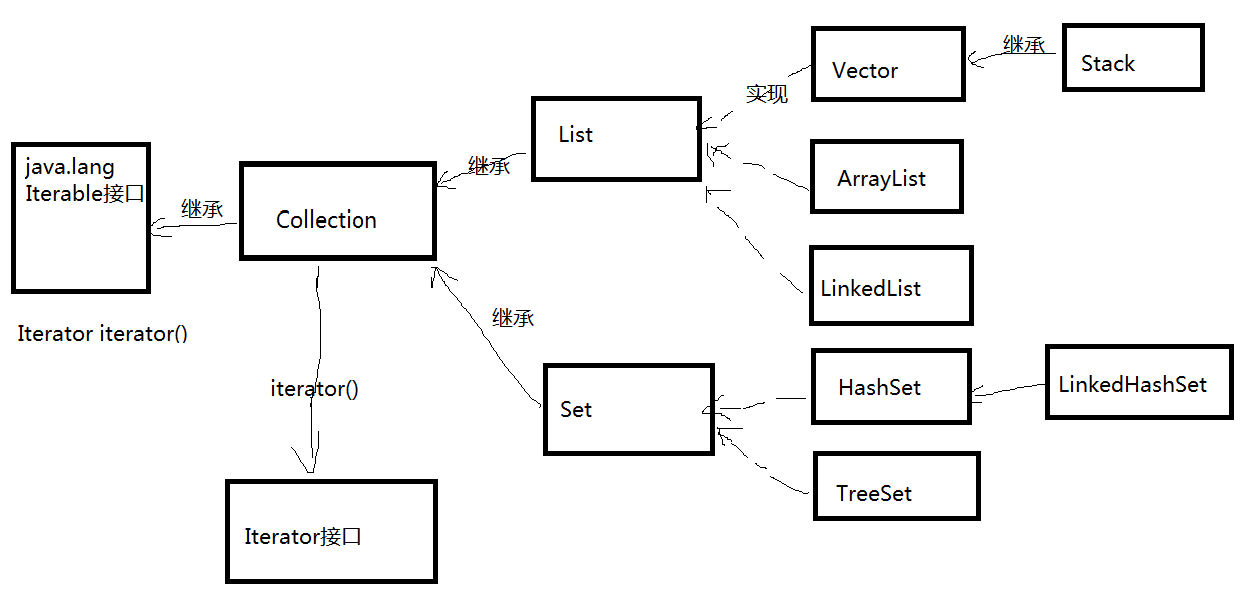 java.lang
Iterable接口
继承
Iterator iterator()
Collection
iterator()
Iterator接口
继承
List
继承
Set
实现
Vector
继承
Stack
ArrayList
LinkedList
HashSet
LinkedHashSet
TreeSet